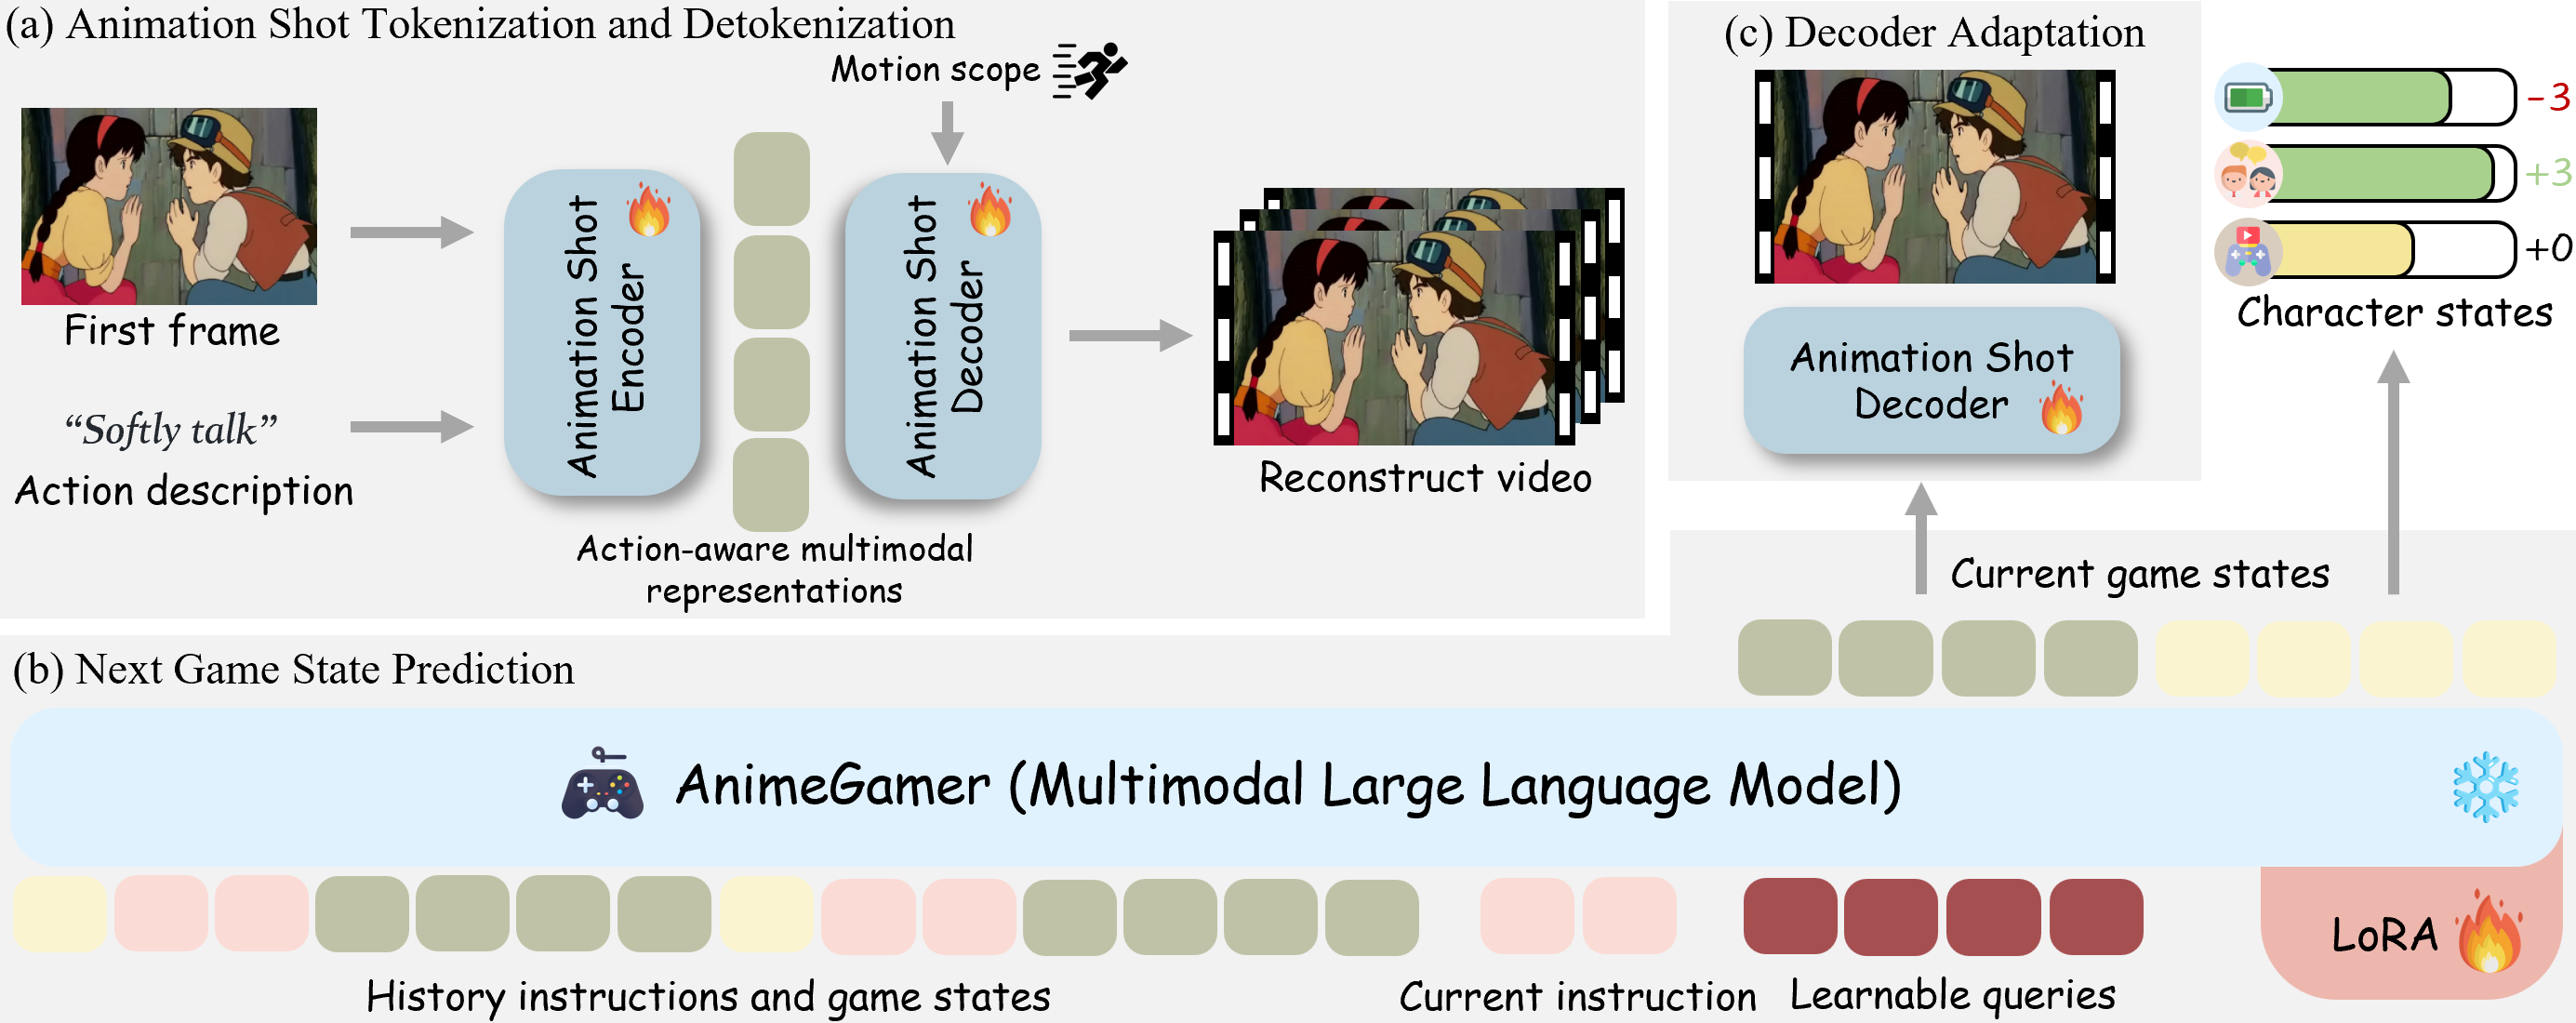 (a) Animation Shot Tokenization and Detokenization
Motion scope
First frame
“Softly talk”
Action description
Animation Shot
Encoder
Animation Shot
Decoder
Action-aware multimodal
representations
Reconstruct video
(c) Decoder Adaptation
Animation Shot
Decoder
-3
+3
+0
Character states
Current game states
(b) Next Game State Prediction
AnimeGamer (Multimodal Large Language Model)
History instructions and game states
Current instruction
Learnable queries
LoRA